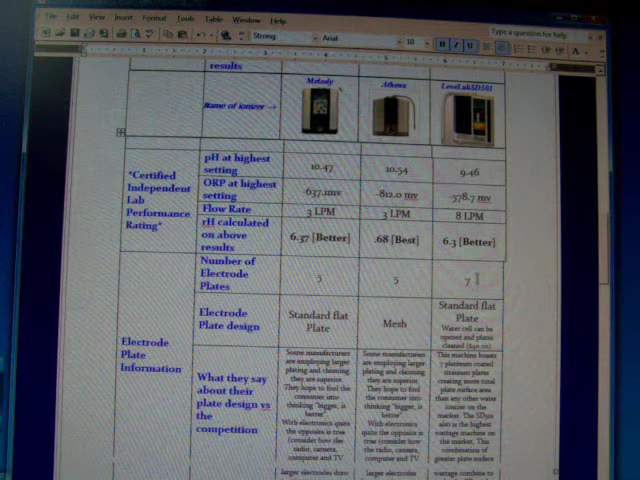 File Edit View Insert Format Tools Table Window Help
Type a question for help
Strong Arial 10 B I U
results
Name of ionizer → Melody Athena LeveLukSD501
"Certified Independent Lab Performance Rating"
pH at highest setting 10.47 10.54 9.46
ORP at highest setting -637.1mv -812.0 mv -578.7 mv
Flow Rate 3 LPM 3 LPM 8 LPM
rH calculated on above results 6.37 [Better] .68 [Best] 6.3 [Better]
Electrode Plate Information
Number of Electrode Plates 5 5 7
Electrode Plate design
Standard flat Plate
Mesh
Standard flat Plate
Water cell can be
opened and plates
cleaned
What they say about their plate design vs the competition
Some manufacturers
are employing larger
plating and claiming
they are superior.
They hope to fool the
consumer into
thinking "bigger, is
better".
With electronics
quite the opposite is
true (consider how the
radio, camera,
computer and TV
larger electrodes
Some manufacturers
are employing larger
plating and claiming
they are superior.
They hope to fool the
consumer into
thinking "bigger, is
better".
With electronics
quite the opposite is
true (consider how the
radio, camera,
computer and TV
larger electrodes
This machine boasts
7 platinum coated
titanium plates
creating more total
plate surface area
than any other water
ionizer on the
market. The SD501
also is the highest
wattage machine on
the market. This
combination of
greater plate surface
wattage combine to